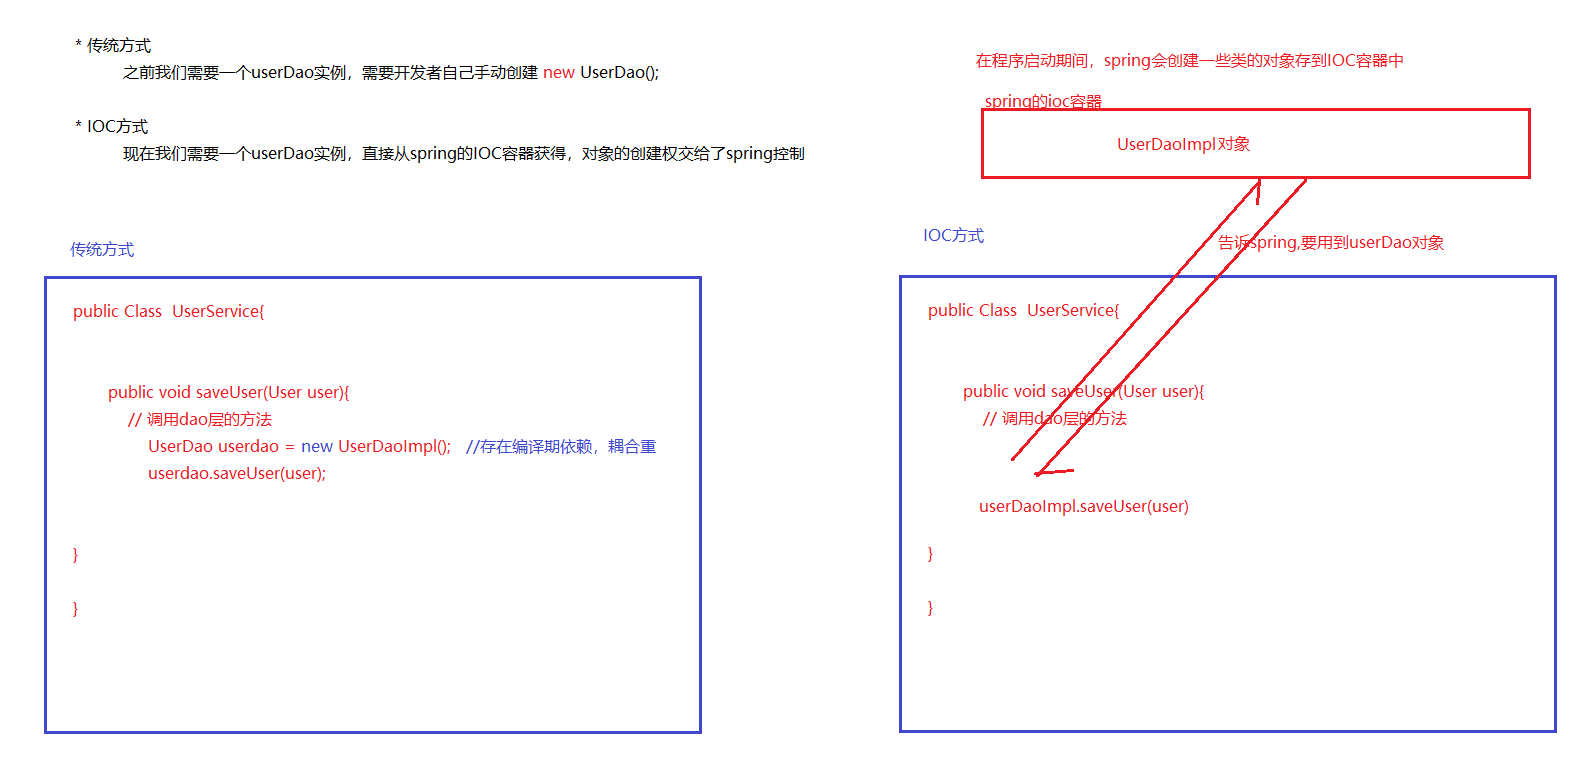 * 传统方式
之前我们需要一个userDao实例，需要开发者自己手动创建 new UserDao();
* IOC方式
现在我们需要一个userDao实例，直接从spring的IOC容器获得，对象的创建权交给了spring控制
在程序启动期间，spring会创建一些类的对象存到IOC容器中
spring的ioc容器
UserDaoImpl对象
告诉spring,要用到userDao对象
传统方式
public Class  UserService{
public void saveUser(User user){
// 调用dao层的方法
UserDao userdao = new UserDaoImpl();   //存在编译期依赖，耦合重
userdao.saveUser(user);
}
}
IOC方式
public Class  UserService{
public void saveUser(User user){
// 调用dao层的方法
userDaoImpl.saveUser(user)
}
}